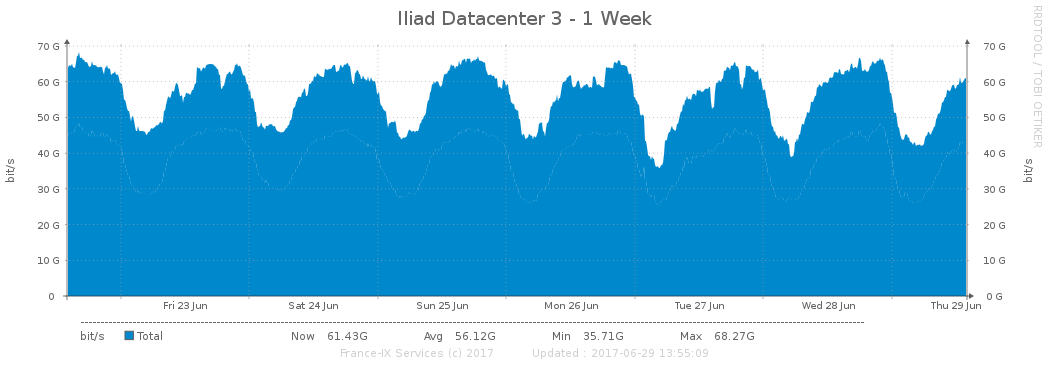 Iliad Datacenter 3 - 1 Week
RRDTOOL / TOBI OETIKER
70 G 70 G
60 G 60 G
50 G 50 G
40 G 40 G
30 G 30 G
20 G 20 G
10 G 10 G
0 0 G
bit/s bit/s
Fri 23 Jun Sat 24 Jun Sun 25 Jun Mon 26 Jun Tue 27 Jun Wed 28 Jun Thu 29 Jun
bit/s Total Now 61.43G Avg 56.12G Min 35.71G Max 68.27G
France-IX Services (c) 2017 Updated : 2017-06-29 13:55:09